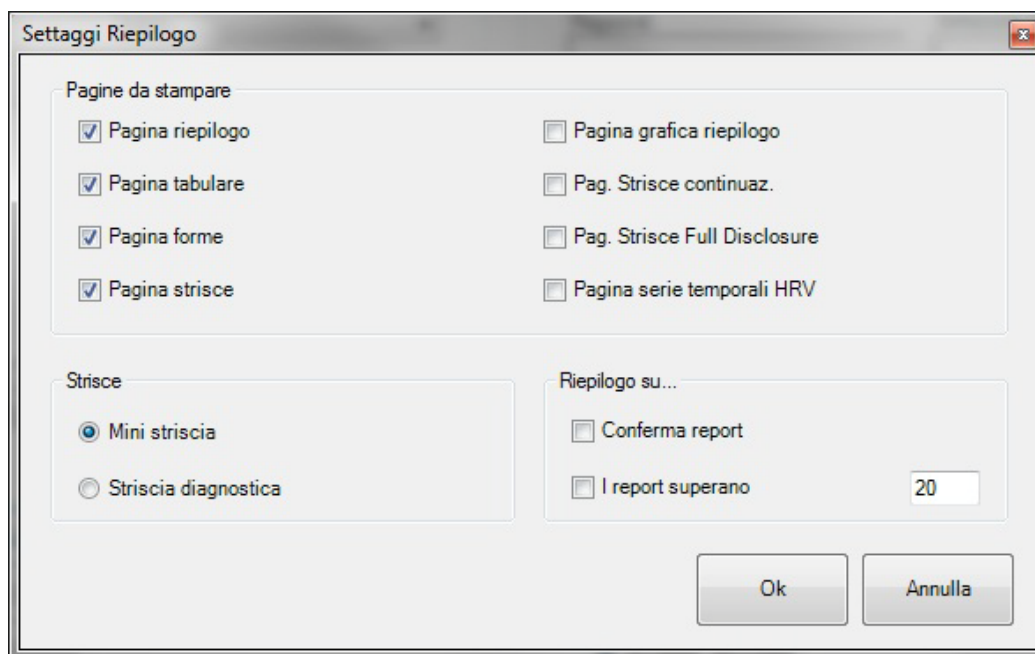 Settaggi Riepilogo
Pagine da stampare
Pagina riepilogo
Pagina grafica riepilogo
Pagina tabulare
Pag. Strisce continuaz.
Pagina forme
Pag. Strisce Full Disclosure
Pagina strisce
Pagina serie temporali HRV
Strisce
Mini striscia
Striscia diagnostica
Riepilogo su...
Conferma report
I report superano 20
Ok
Annulla